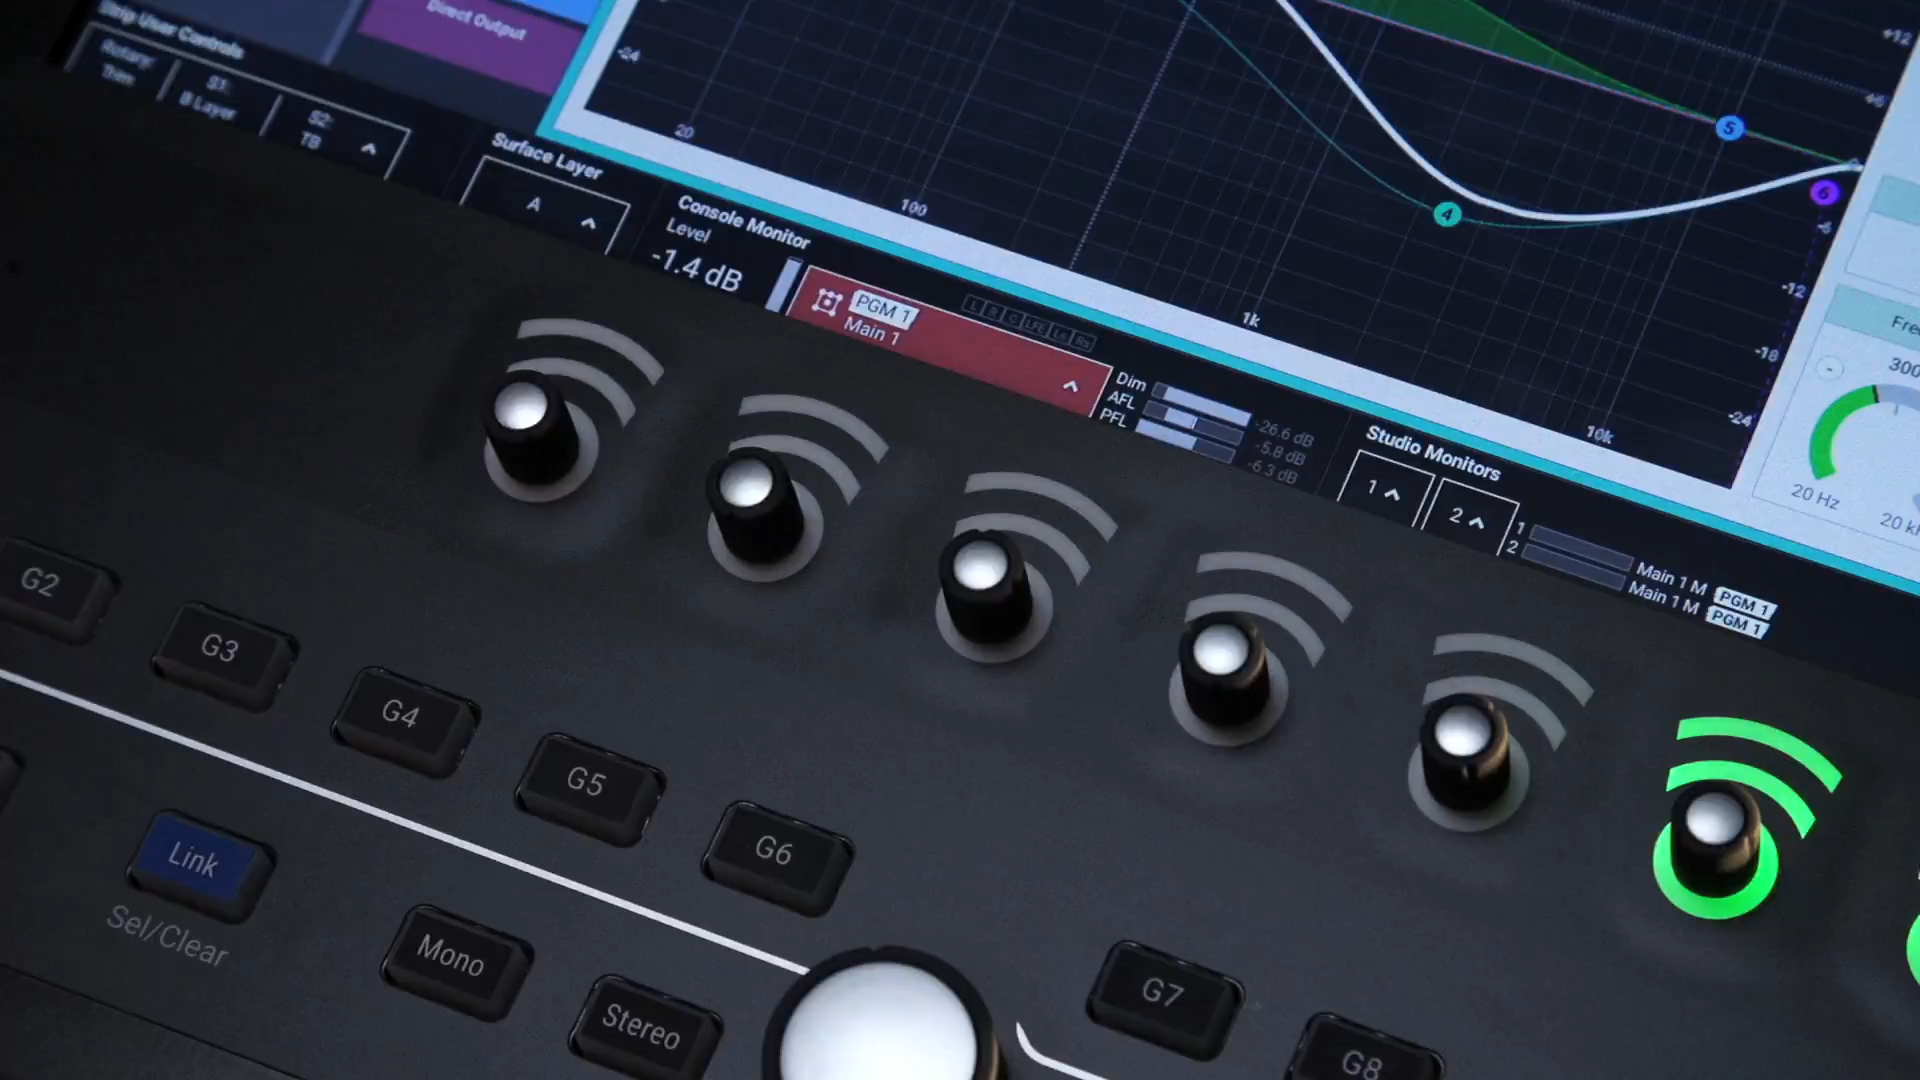 Direct Output
Strip User Controls
Rotary:
Trim
S1:
B Layer
S2:
TB
Surface Layer
A
Console Monitor
Level
-1.4 dB
PGM 1
Main 1
L R C LFE Ls Rs
Dim
AFL
PFL
-26.6 dB
-5.8 dB
-6.3 dB
Studio Monitors
1
2
1
2
Main 1 M PGM 1
Main 1 M PGM 1
-24
20
100
1k
10k
4
5
6
+12
+6
-6
-12
-18
-24
300
20 Hz
G2
G3
G4
G5
G6
Link
Sel/Clear
Mono
Stereo
G7
G8